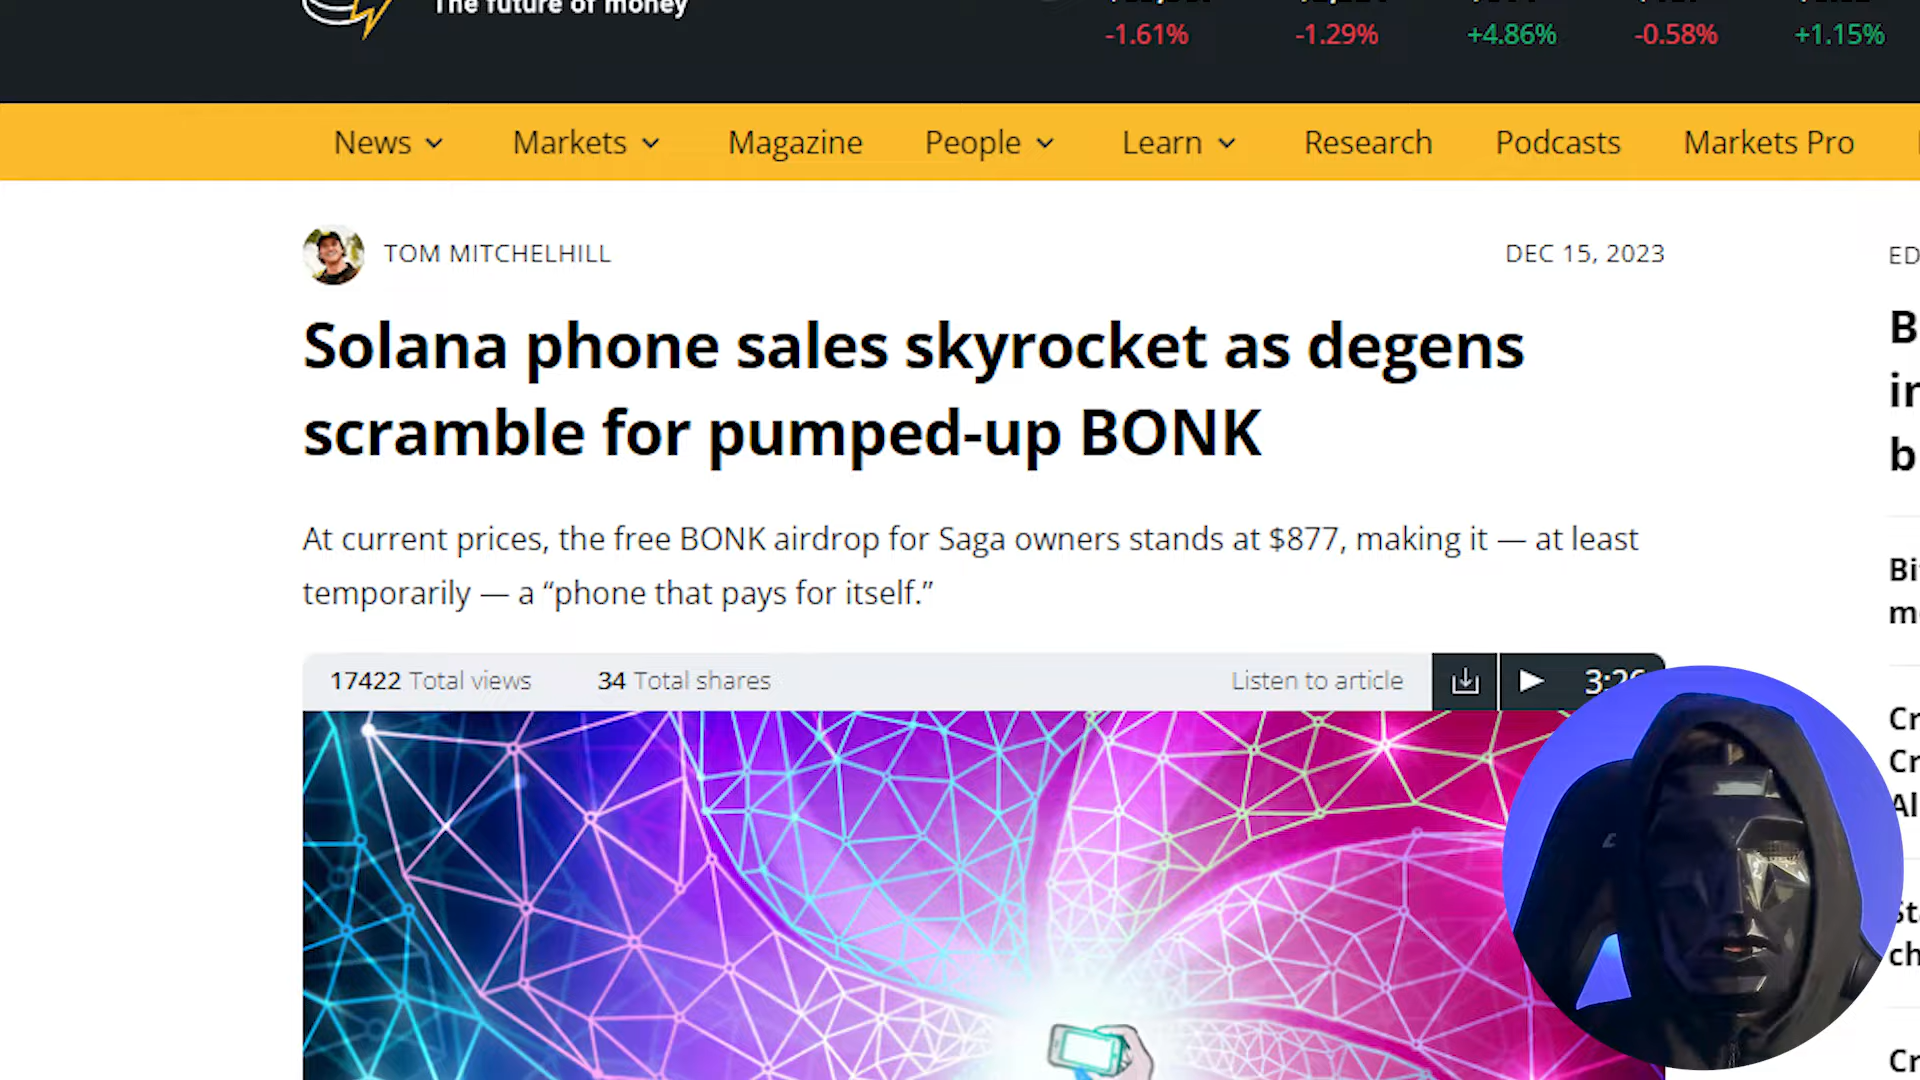 The future of money
-1.61% -1.29% +4.86% -0.58% +1.15%
News Markets Magazine People Learn Research Podcasts Markets Pro
TOM MITCHELHILL
DEC 15, 2023
Solana phone sales skyrocket as degens
scramble for pumped-up BONK
At current prices, the free BONK airdrop for Saga owners stands at $877, making it — at least
temporarily — a “phone that pays for itself.”
17422 Total views 34 Total shares Listen to article